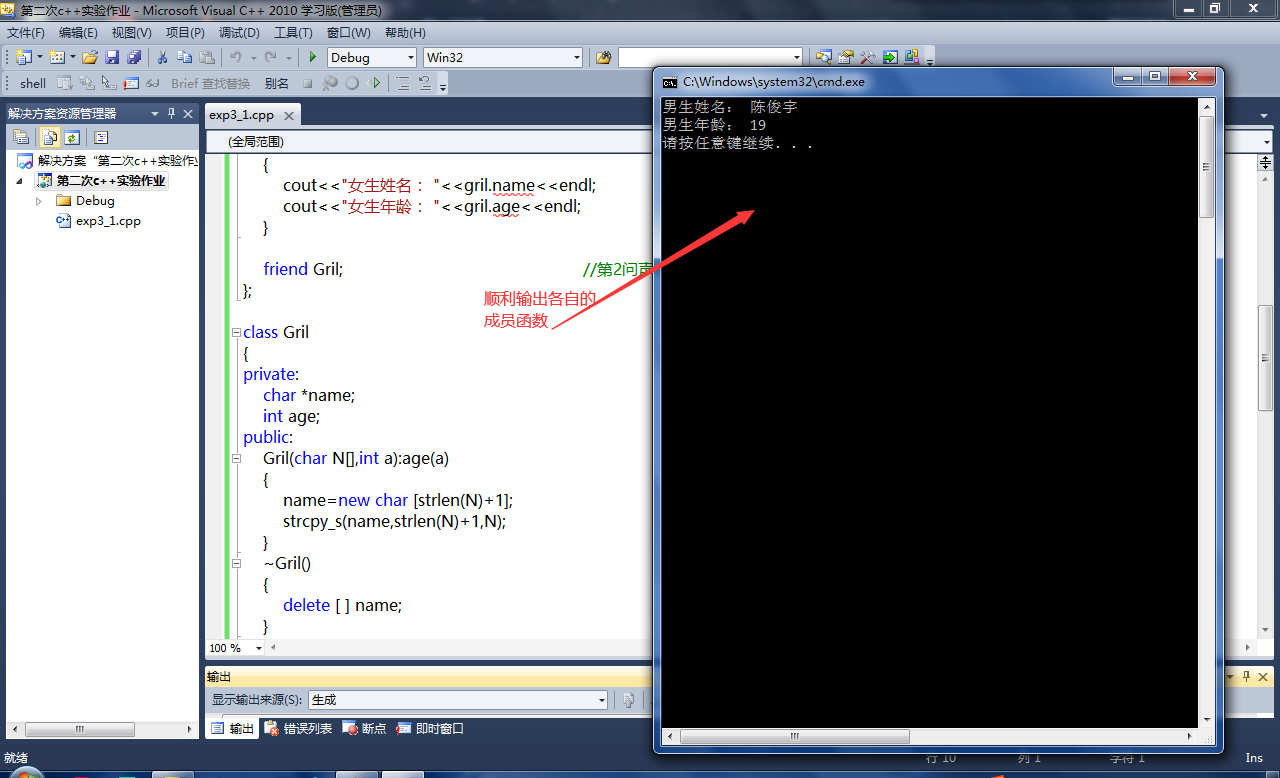 第二次c++实验作业 - Microsoft Visual C++ 2010 学习版(管理员)
文件(F) 编辑(E) 视图(V) 项目(P) 调试(D) 工具(T) 窗口(W) 帮助(H)
Debug Win32
shell Brief 查找替换 别名
解决方案资源管理器
解决方案“第二次c++实验作
第二次c++实验作业
Debug
exp3_1.cpp
exp3_1.cpp
(全局范围)
{
cout<<"女生姓名： "<<gril.name<<endl;
cout<<"女生年龄： "<<gril.age<<endl;
}
friend Gril; //第2问声
};
class Gril
{
private:
char *name;
int age;
public:
Gril(char N[],int a):age(a)
{
name=new char [strlen(N)+1];
strcpy_s(name,strlen(N)+1,N);
}
~Gril()
{
delete [ ] name;
}
100 %
顺利输出各自的
成员函数
C:\Windows\system32\cmd.exe
男生姓名： 陈俊宇
男生年龄： 19
请按任意键继续. . .
输出
显示输出来源(S): 生成
输出 错误列表 断点 即时窗口
就绪 行 10 列 1 字符 1 Ins